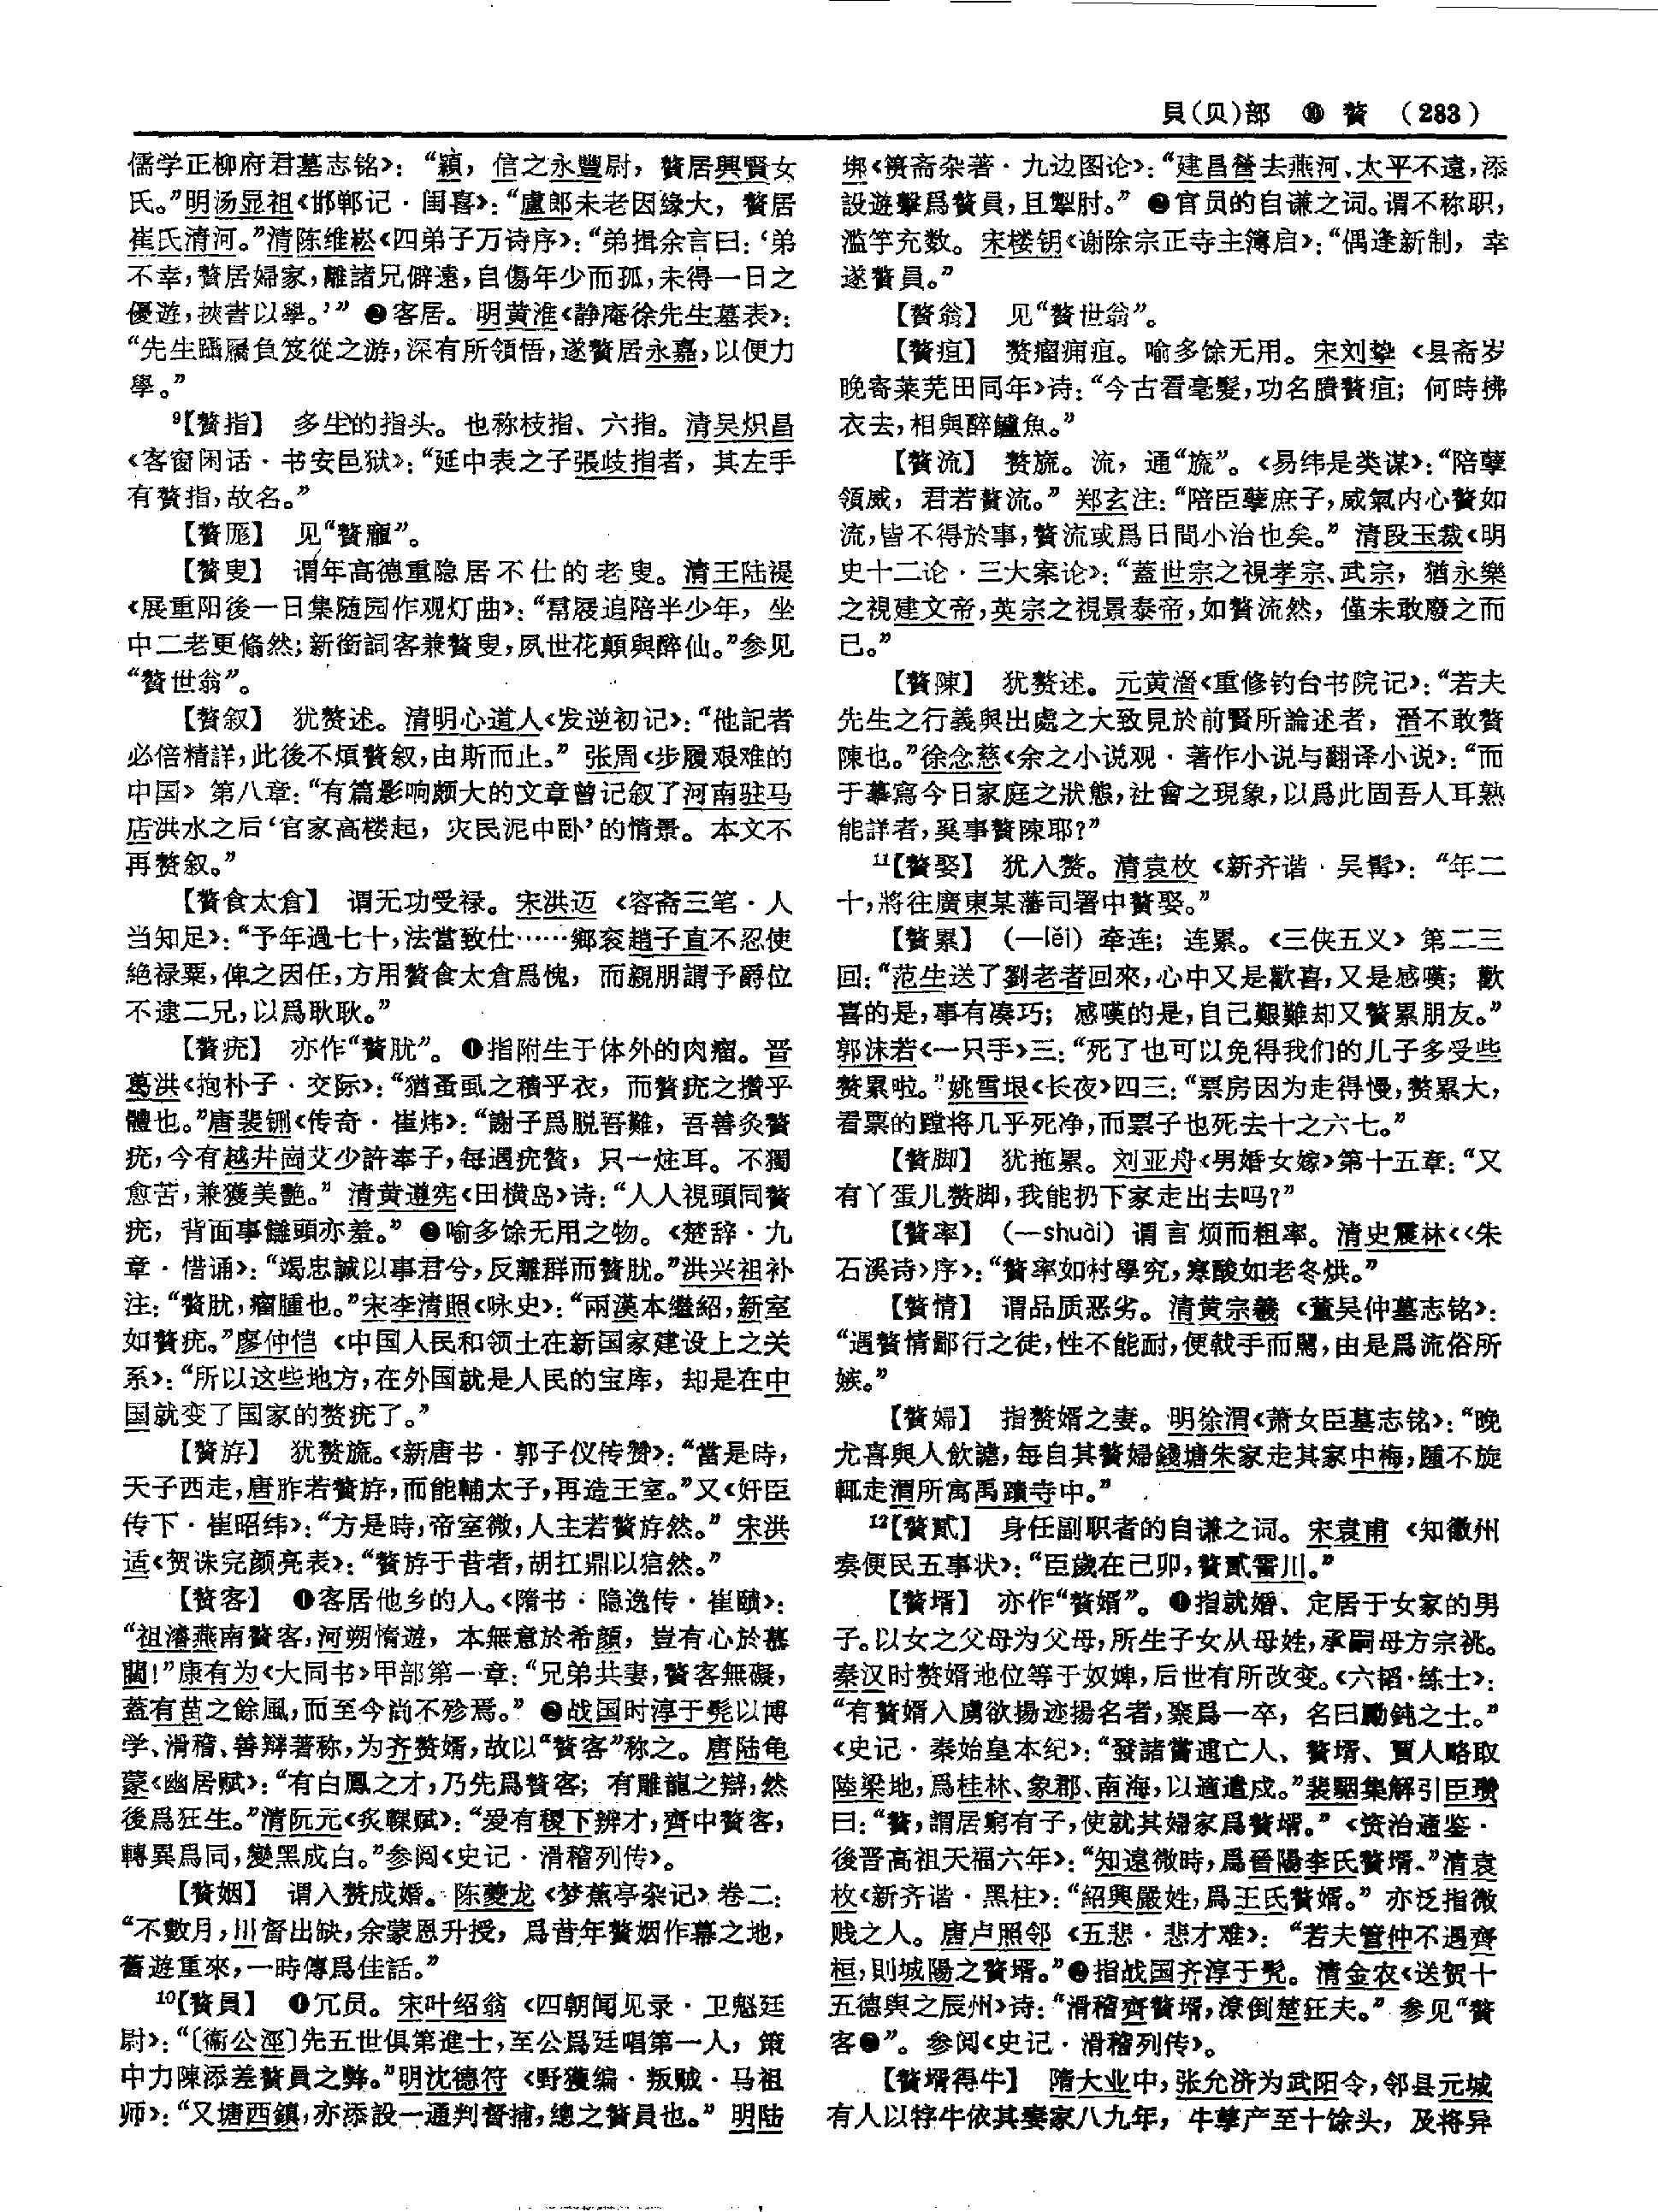 貝(贝)部 ⑩ 贅 (283)
儒学正柳府君墓志铭》：“穎，信之永豐尉，贅居興賢女
氏。”明汤显祖《邯郸记·闺喜》：“盧郎未老因緣大，贅居
崔氏清河。”清陈维崧《四弟子万诗序》：“弟揖余言曰：‘弟
不幸，贅居婦家，離諸兄僻遠，自傷年少而孤，未得一日之
優遊，挾書以學。’” ❷客居。明黄淮《静庵徐先生墓表》：
“先生躡屩負笈從之游，深有所領悟，遂贅居永嘉，以便力
學。”
⁹【贅指】 多生的指头。也称枝指、六指。清吴炽昌
《客窗闲话·书安邑狱》：“延中表之子張歧指者，其左手
有贅指，故名。”
【贅厖】 见“贅寵”。
【贅叟】 谓年高德重隐居不仕的老叟。清王陆禔
《展重阳後一日集随园作观灯曲》：“帬屐追陪半少年，坐
中二老更翛然；新銜詞客兼贅叟，夙世花顛與醉仙。”参见
“贅世翁”。
【贅叙】 犹赘述。清明心道人《发逆初记》：“他記者
必倍精詳，此後不煩贅叙，由斯而止。” 张周《步履艰难的
中国》第八章：“有篇影响颇大的文章曾记叙了河南驻马
店洪水之后‘官家高楼起，灾民泥中卧’的情景。本文不
再赘叙。”
【贅食太倉】 谓无功受禄。宋洪迈《容斋三笔·人
当知足》：“予年過七十，法當致仕……鄉衮趙子直不忍使
絶禄粟，俾之因任，方用贅食太倉爲愧，而親朋謂予爵位
不逮二兄，以爲耿耿。”
【贅疣】 亦作“贅肬”。❶指附生于体外的肉瘤。晋
葛洪《抱朴子·交际》：“猶蚤虱之積乎衣，而贅疣之攢乎
體也。”唐裴铏《传奇·崔炜》：“謝子爲脱吾難，吾善灸贅
疣，今有越井崗艾少許奉子，每遇疣贅，只一炷耳。不獨
愈苦，兼獲美艷。” 清黄遵宪《田横岛》诗：“人人視頭同贅
疣，背面事讎頭亦羞。” ❷喻多馀无用之物。《楚辞·九
章·惜诵》：“竭忠誠以事君兮，反離群而贅肬。”洪兴祖补
注：“贅肬，瘤腫也。”宋李清照《咏史》：“兩漢本繼紹，新室
如贅疣。”廖仲恺《中国人民和领土在新国家建设上之关
系》：“所以这些地方，在外国就是人民的宝库，却是在中
国就变了国家的赘疣了。”
【贅斿】 犹赘旒。《新唐书·郭子仪传赞》：“當是時，
天子西走，唐胙若贅斿，而能輔太子，再造王室。”又《奸臣
传下·崔昭纬》：“方是時，帝室微，人主若贅斿然。” 宋洪
适《贺诛完颜亮表》：“贅斿于昔者，胡扛鼎以㨿然。”
【贅客】 ❶客居他乡的人。《隋书·隐逸传·崔赜》：
“祖濬燕南贅客，河朔惰遊，本無意於希顏，豈有心於慕
藺！”康有为《大同书》甲部第一章：“兄弟共妻，贅客無礙，
蓋有苗之餘風，而至今尚不殄焉。” ❷战国时淳于髡以博
学、滑稽、善辩著称，为齐赘婿，故以“贅客”称之。唐陆龟
蒙《幽居赋》：“有白鳳之才，乃先爲贅客；有雕龍之辯，然
後爲狂生。”清阮元《炙輠赋》：“爰有稷下辨才，齊中贅客，
轉異爲同，變黑成白。”参阅《史记·滑稽列传》。
【贅姻】 谓入赘成婚。陈夔龙《梦蕉亭杂记》卷二：
“不數月，川督出缺，余蒙恩升授，爲昔年贅姻作幕之地，
舊遊重來，一時傳爲佳話。”
¹⁰【贅員】 ❶冗员。宋叶绍翁《四朝闻见录·卫魁廷
尉》：“〔衛公涇〕先五世俱第進士，至公爲廷唱第一人，策
中力陳添差贅員之弊。”明沈德符《野獲编·叛贼·马祖
师》：“又塘西鎮，亦添設一通判督捕，總之贅員也。” 明陆
埛《篑斋杂著·九边图论》：“建昌營去燕河、太平不遠，添
設遊擊爲贅員，且掣肘。” ❷官员的自谦之词。谓不称职，
滥竽充数。宋楼钥《谢除宗正寺主簿启》：“偶逢新制，幸
遂贅員。”
【贅翁】 见“贅世翁”。
【贅疽】 赘瘤痈疽。喻多馀无用。宋刘挚《县斋岁
晚寄莱芜田同年》诗：“今古看毫髮，功名賸贅疽；何時拂
衣去，相與醉鱸魚。”
【贅流】 赘旒。流，通“旒”。《易纬是类谋》：“陪孽
領威，君若贅流。” 郑玄注：“陪臣孽庶子，威氣内心贅如
流，皆不得於事，贅流或爲日間小治也矣。” 清段玉裁《明
史十二论·三大案论》：“蓋世宗之視孝宗、武宗，猶永樂
之視建文帝，英宗之視景泰帝，如贅流然，僅未敢廢之而
已。”
【贅陳】 犹赘述。元黄溍《重修钓台书院记》：“若夫
先生之行義與出處之大致見於前賢所論述者，溍不敢贅
陳也。”徐念慈《余之小说观·著作小说与翻译小说》：“而
于摹寫今日家庭之狀態，社會之現象，以爲此固吾人耳熟
能詳者，奚事贅陳耶？”
¹¹【贅娶】 犹入赘。清袁枚《新齐谐·吴髯》：“年二
十，將往廣東某藩司署中贅娶。”
【贅累】 （—lěi）牵连；连累。《三侠五义》第二三
回：“范生送了劉老者回來，心中又是歡喜，又是感嘆；歡
喜的是，事有凑巧；感嘆的是，自己艱難却又贅累朋友。”
郭沫若《一只手》三：“死了也可以免得我们的儿子多受些
赘累啦。”姚雪垠《长夜》四三：“票房因为走得慢，赘累大，
看票的蹚将几乎死净，而票子也死去十之六七。”
【贅脚】 犹拖累。刘亚舟《男婚女嫁》第十五章：“又
有丫蛋儿赘脚，我能扔下家走出去吗？”
【贅率】 （—shuài）谓言烦而粗率。清史震林《〈朱
石溪诗〉序》：“贅率如村學究，寒酸如老冬烘。”
【贅情】 谓品质恶劣。清黄宗羲《董吴仲墓志铭》：
“遇贅情鄙行之徒，性不能耐，便戟手而罵，由是爲流俗所
嫉。”
【贅婦】 指赘婿之妻。明徐渭《萧女臣墓志铭》：“晚
尤喜與人飲謔，每自其贅婦錢塘朱家走其家中梅，踵不旋
輒走渭所寓禹蹟寺中。”
¹²【贅貳】 身任副职者的自谦之词。宋袁甫《知徽州
奏便民五事状》：“臣歲在己卯，贅貳霅川。”
【贅壻】 亦作“贅婿”。❶指就婚、定居于女家的男
子。以女之父母为父母，所生子女从母姓，承嗣母方宗祧。
秦汉时赘婿地位等于奴婢，后世有所改变。《六韬·练士》：
“有贅婿入虜欲揚迹揚名者，聚爲一卒，名曰勵鈍之士。”
《史记·秦始皇本纪》：“發諸嘗逋亡人、贅壻、賈人略取
陸梁地，爲桂林、象郡、南海，以適遣戍。”裴駰集解引臣瓚
曰：“贅，謂居窮有子，使就其婦家爲贅壻。”《资治通鉴·
後晋高祖天福六年》：“知遠微時，爲晉陽李氏贅壻。”清袁
枚《新齐谐·黑柱》：“紹興嚴姓，爲王氏贅婿。” 亦泛指微
贱之人。唐卢照邻《五悲·悲才难》：“若夫管仲不遇齊
桓，則城陽之贅壻。”❷指战国齐淳于髡。清金农《送贺十
五德舆之辰州》诗：“滑稽齊贅壻，潦倒楚狂夫。” 参见“贅
客❷”。参阅《史记·滑稽列传》。
【贅壻得牛】 隋大业中，张允济为武阳令，邻县元城
有人以牸牛依其妻家八九年，牛孳产至十馀头，及将异